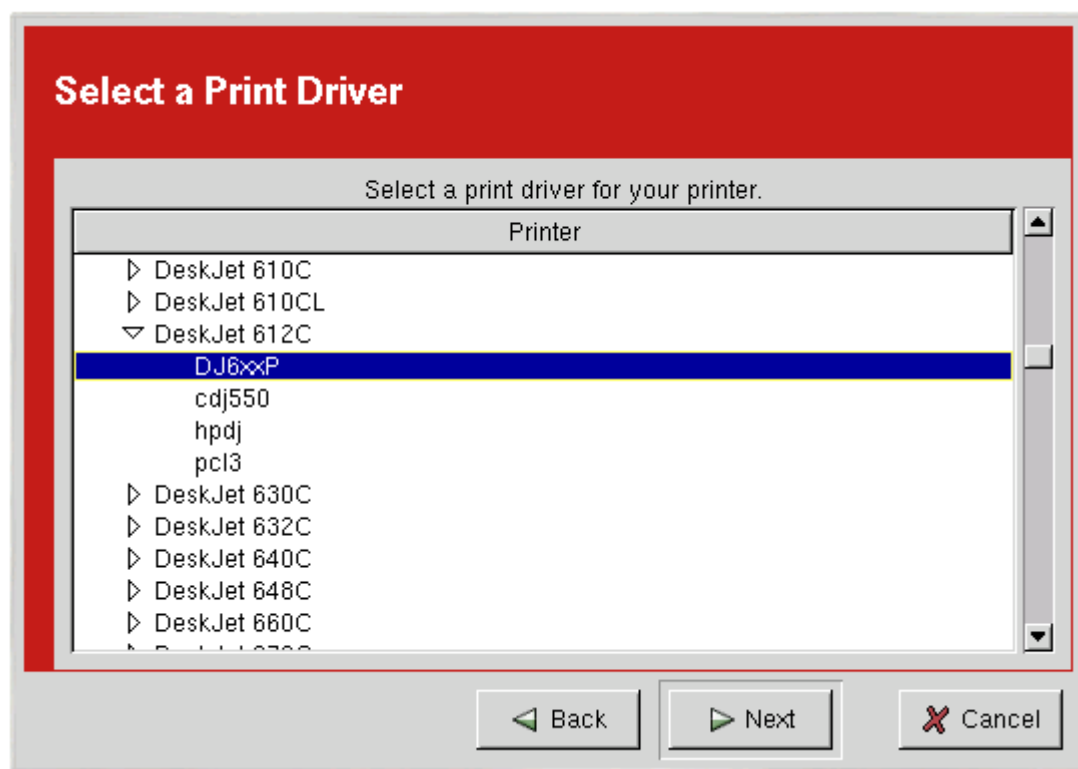 Select a Print Driver
Select a print driver for your printer.
Printer
DeskJet 610C
DeskJet 610CL
DeskJet 612C
DJ6xxP
cdj550
hpdj
pcl3
DeskJet 630C
DeskJet 632C
DeskJet 640C
DeskJet 648C
DeskJet 660C
Back Next Cancel